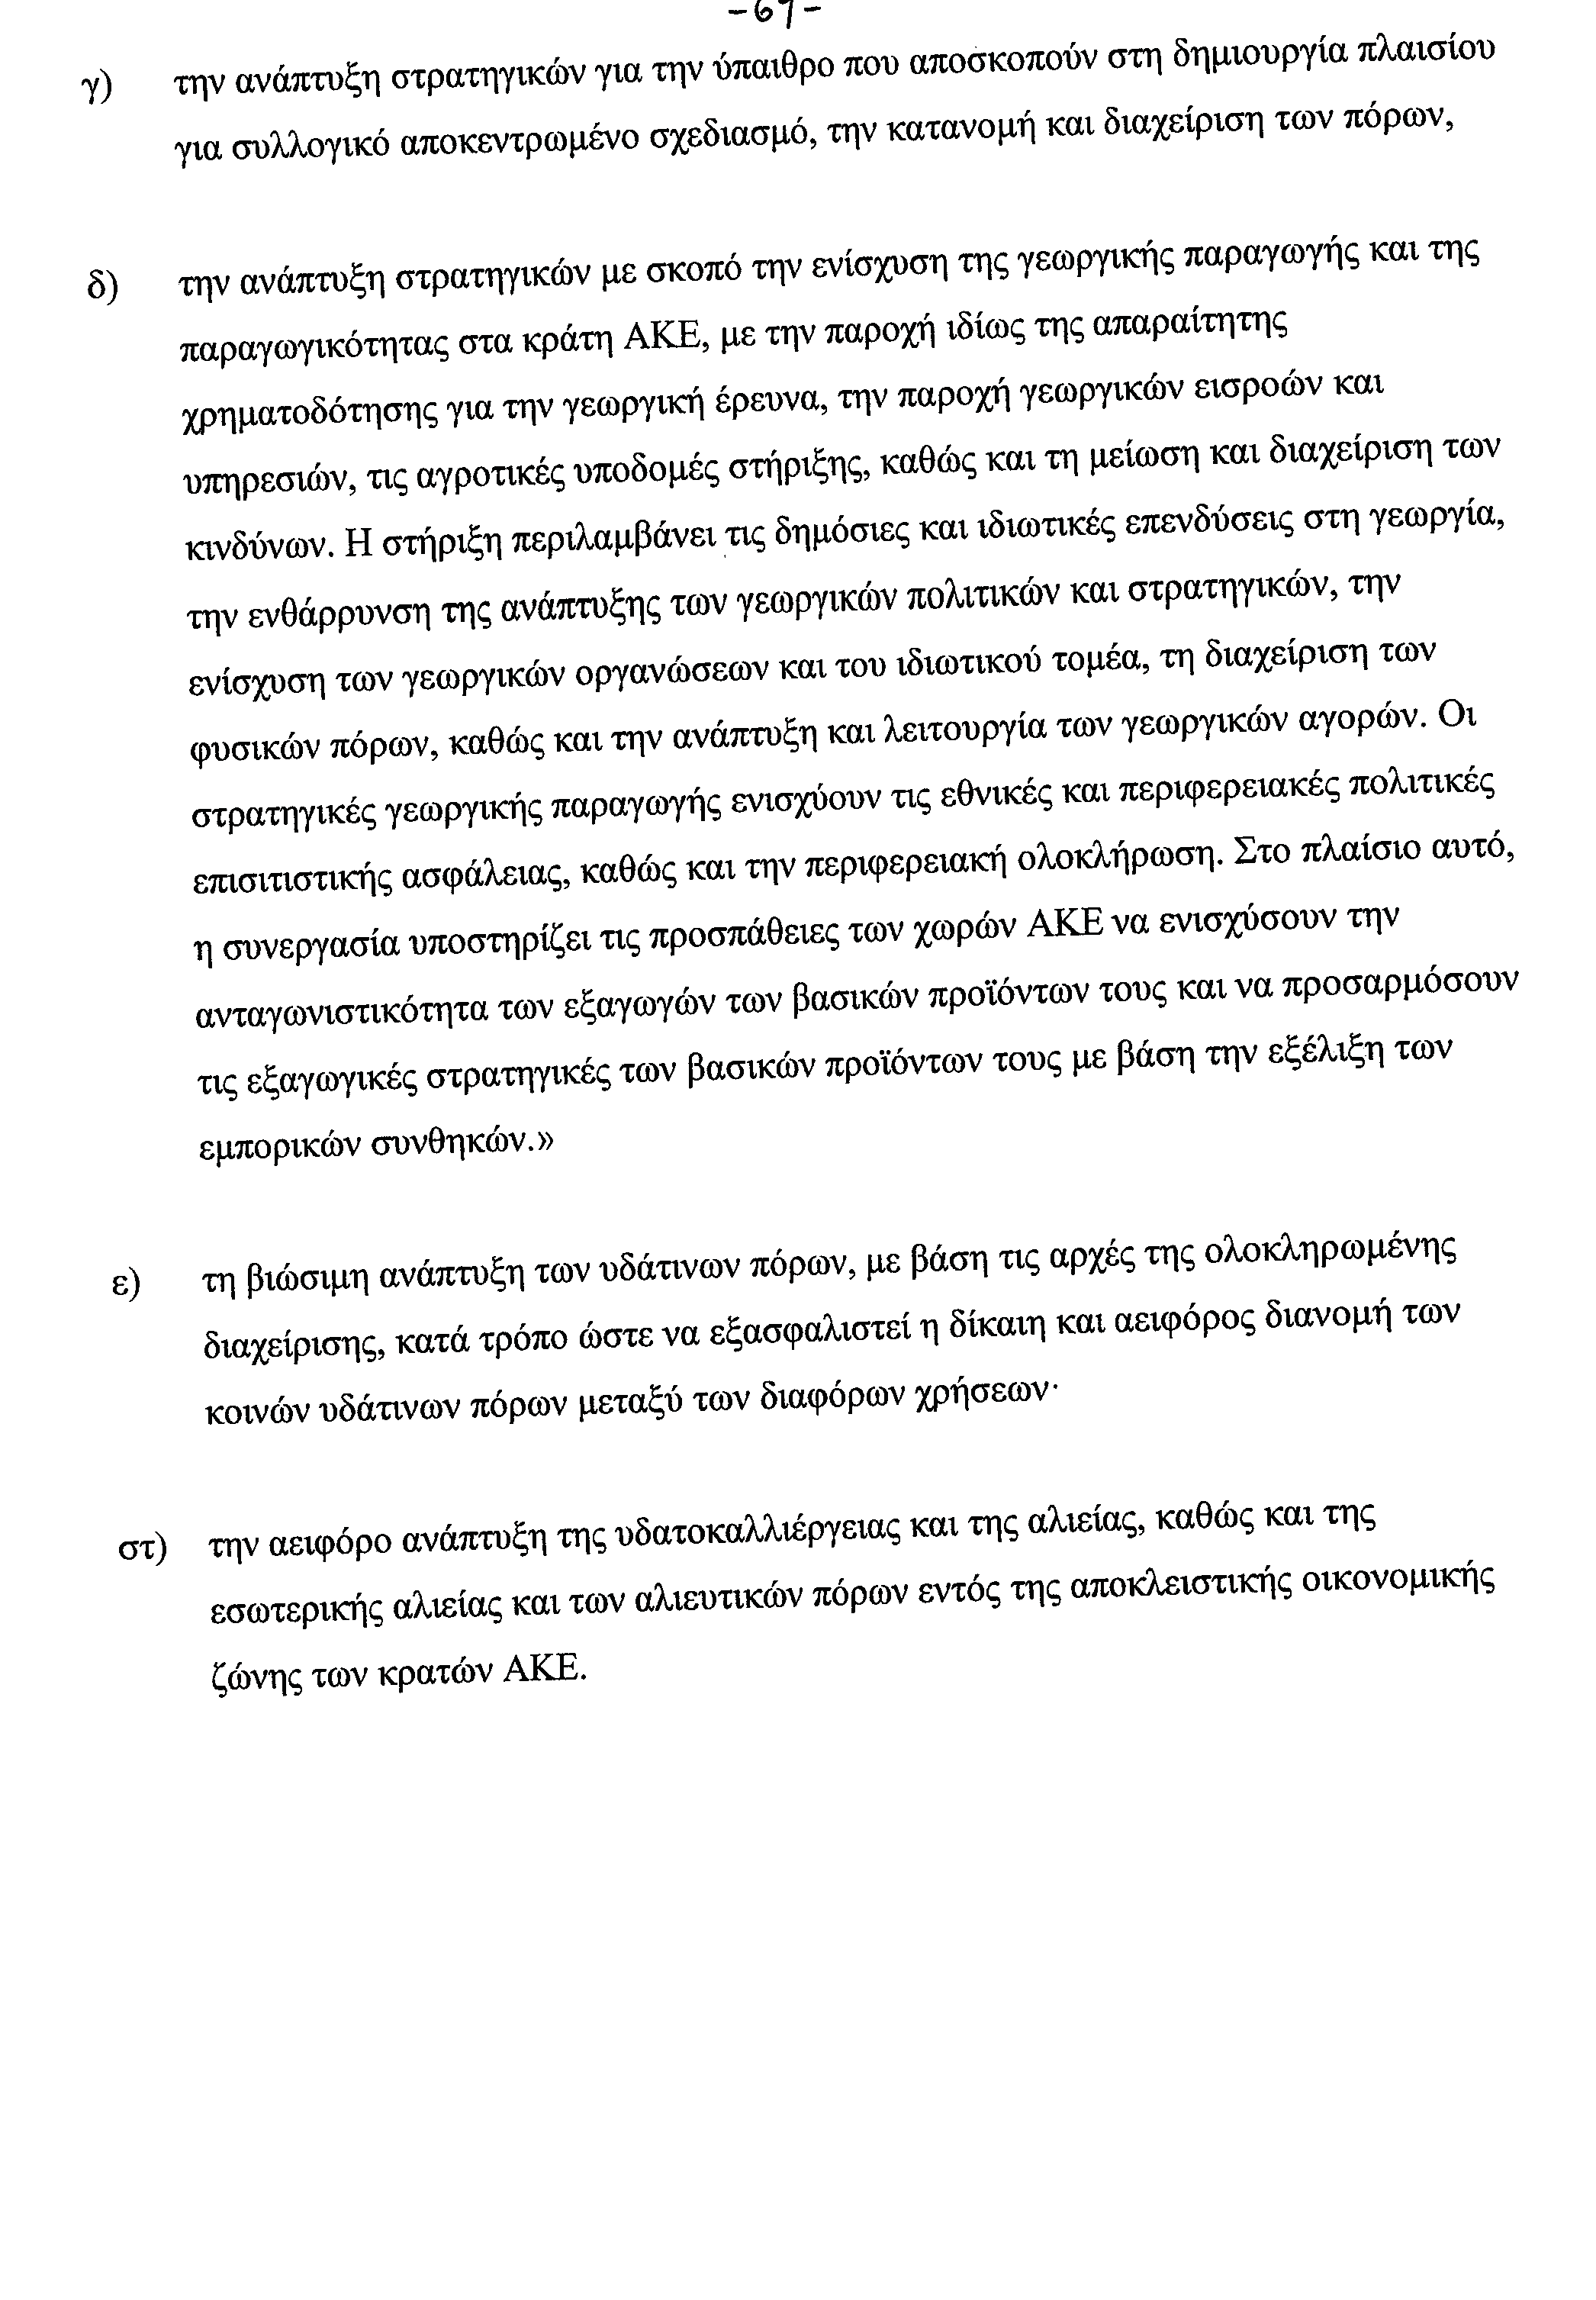 -67-
γ) την ανάπτυξη στρατηγικών για την ύπαιθρο που αποσκοπούν στη δημιουργία πλαισίου
για συλλογικό αποκεντρωμένο σχεδιασμό, την κατανομή και διαχείριση των πόρων,
δ) την ανάπτυξη στρατηγικών με σκοπό την ενίσχυση της γεωργικής παραγωγής και της
παραγωγικότητας στα κράτη ΑΚΕ, με την παροχή ιδίως της απαραίτητης
χρηματοδότησης για την γεωργική έρευνα, την παροχή γεωργικών εισροών και
υπηρεσιών, τις αγροτικές υποδομές στήριξης, καθώς και τη μείωση και διαχείριση των
κινδύνων. Η στήριξη περιλαμβάνει τις δημόσιες και ιδιωτικές επενδύσεις στη γεωργία,
την ενθάρρυνση της ανάπτυξης των γεωργικών πολιτικών και στρατηγικών, την
ενίσχυση των γεωργικών οργανώσεων και του ιδιωτικού τομέα, τη διαχείριση των
φυσικών πόρων, καθώς και την ανάπτυξη και λειτουργία των γεωργικών αγορών. Οι
στρατηγικές γεωργικής παραγωγής ενισχύουν τις εθνικές και περιφερειακές πολιτικές
επισιτιστικής ασφάλειας, καθώς και την περιφερειακή ολοκλήρωση. Στο πλαίσιο αυτό,
η συνεργασία υποστηρίζει τις προσπάθειες των χωρών ΑΚΕ να ενισχύσουν την
ανταγωνιστικότητα των εξαγωγών των βασικών προϊόντων τους και να προσαρμόσουν
τις εξαγωγικές στρατηγικές των βασικών προϊόντων τους με βάση την εξέλιξη των
εμπορικών συνθηκών.»
ε) τη βιώσιμη ανάπτυξη των υδάτινων πόρων, με βάση τις αρχές της ολοκληρωμένης
διαχείρισης, κατά τρόπο ώστε να εξασφαλιστεί η δίκαιη και αειφόρος διανομή των
κοινών υδάτινων πόρων μεταξύ των διαφόρων χρήσεων·
στ) την αειφόρο ανάπτυξη της υδατοκαλλιέργειας και της αλιείας, καθώς και της
εσωτερικής αλιείας και των αλιευτικών πόρων εντός της αποκλειστικής οικονομικής
ζώνης των κρατών ΑΚΕ.